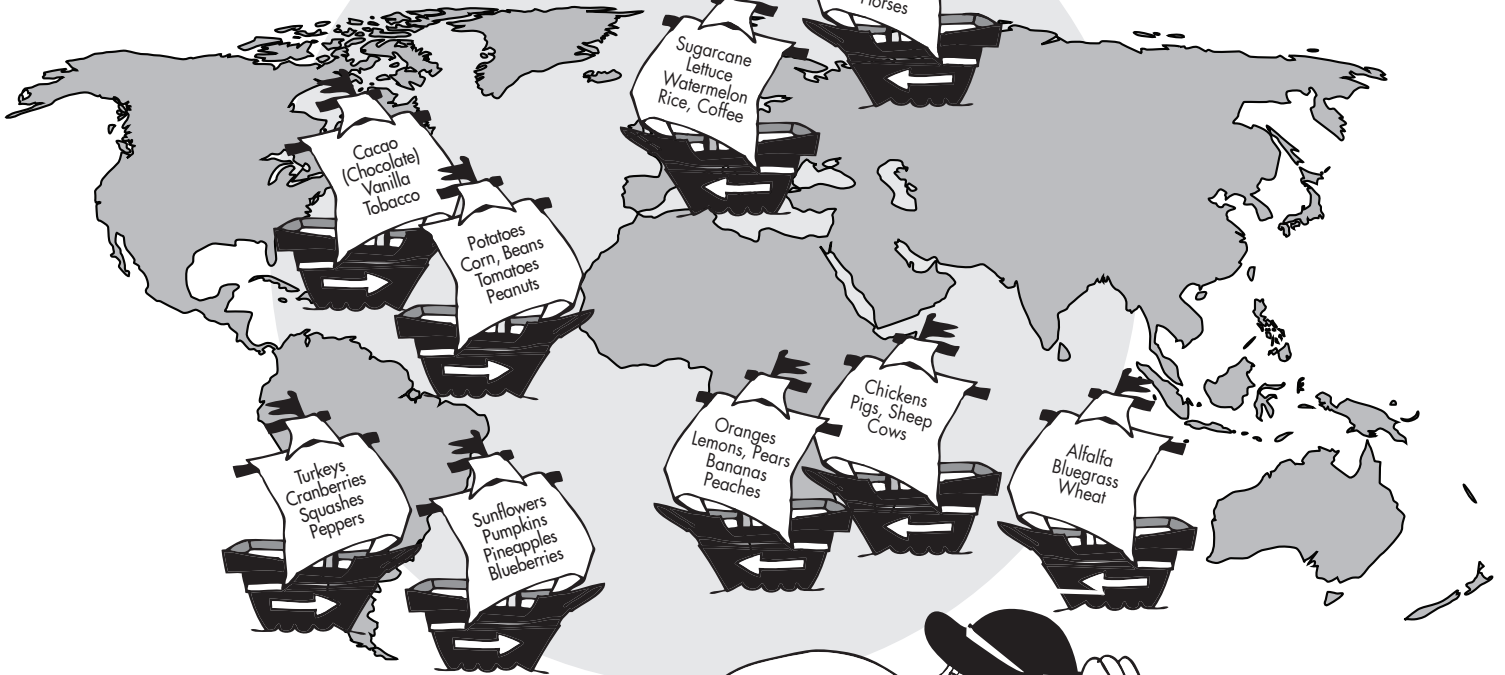 Horses
Sugarcane
Lettuce
Watermelon
Rice, Coffee
Cacao
(Chocolate)
Vanilla
Tobacco
Potatoes
Corn, Beans
Tomatoes
Peanuts
Chickens
Pigs, Sheep
Cows
Oranges
Lemons, Pears
Bananas
Peaches
Alfalfa
Bluegrass
Wheat
Turkeys
Cranberries
Squashes
Peppers
Sunflowers
Pumpkins
Pineapples
Blueberries